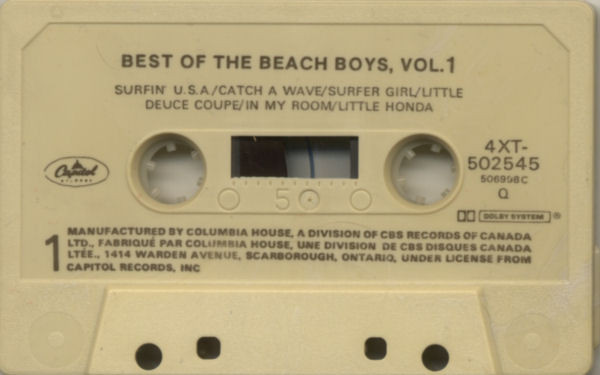 BEST OF THE BEACH BOYS, VOL.1
SURFIN' U.S.A/CATCH A WAVE/SURFER GIRL/LITTLE
DEUCE COUPE/IN MY ROOM/LITTLE HONDA
Capitol
RECORDS
4XT-
502545
506998C
Q
50
DOLBY SYSTEM ®
1
MANUFACTURED BY COLUMBIA HOUSE, A DIVISION OF CBS RECORDS OF CANADA
LTD., FABRIQUÉ PAR COLUMBIA HOUSE, UNE DIVISION DE CBS DISQUES CANADA
LTÉE., 1414 WARDEN AVENUE, SCARBOROUGH, ONTARIO, UNDER LICENSE FROM
CAPITOL RECORDS, INC